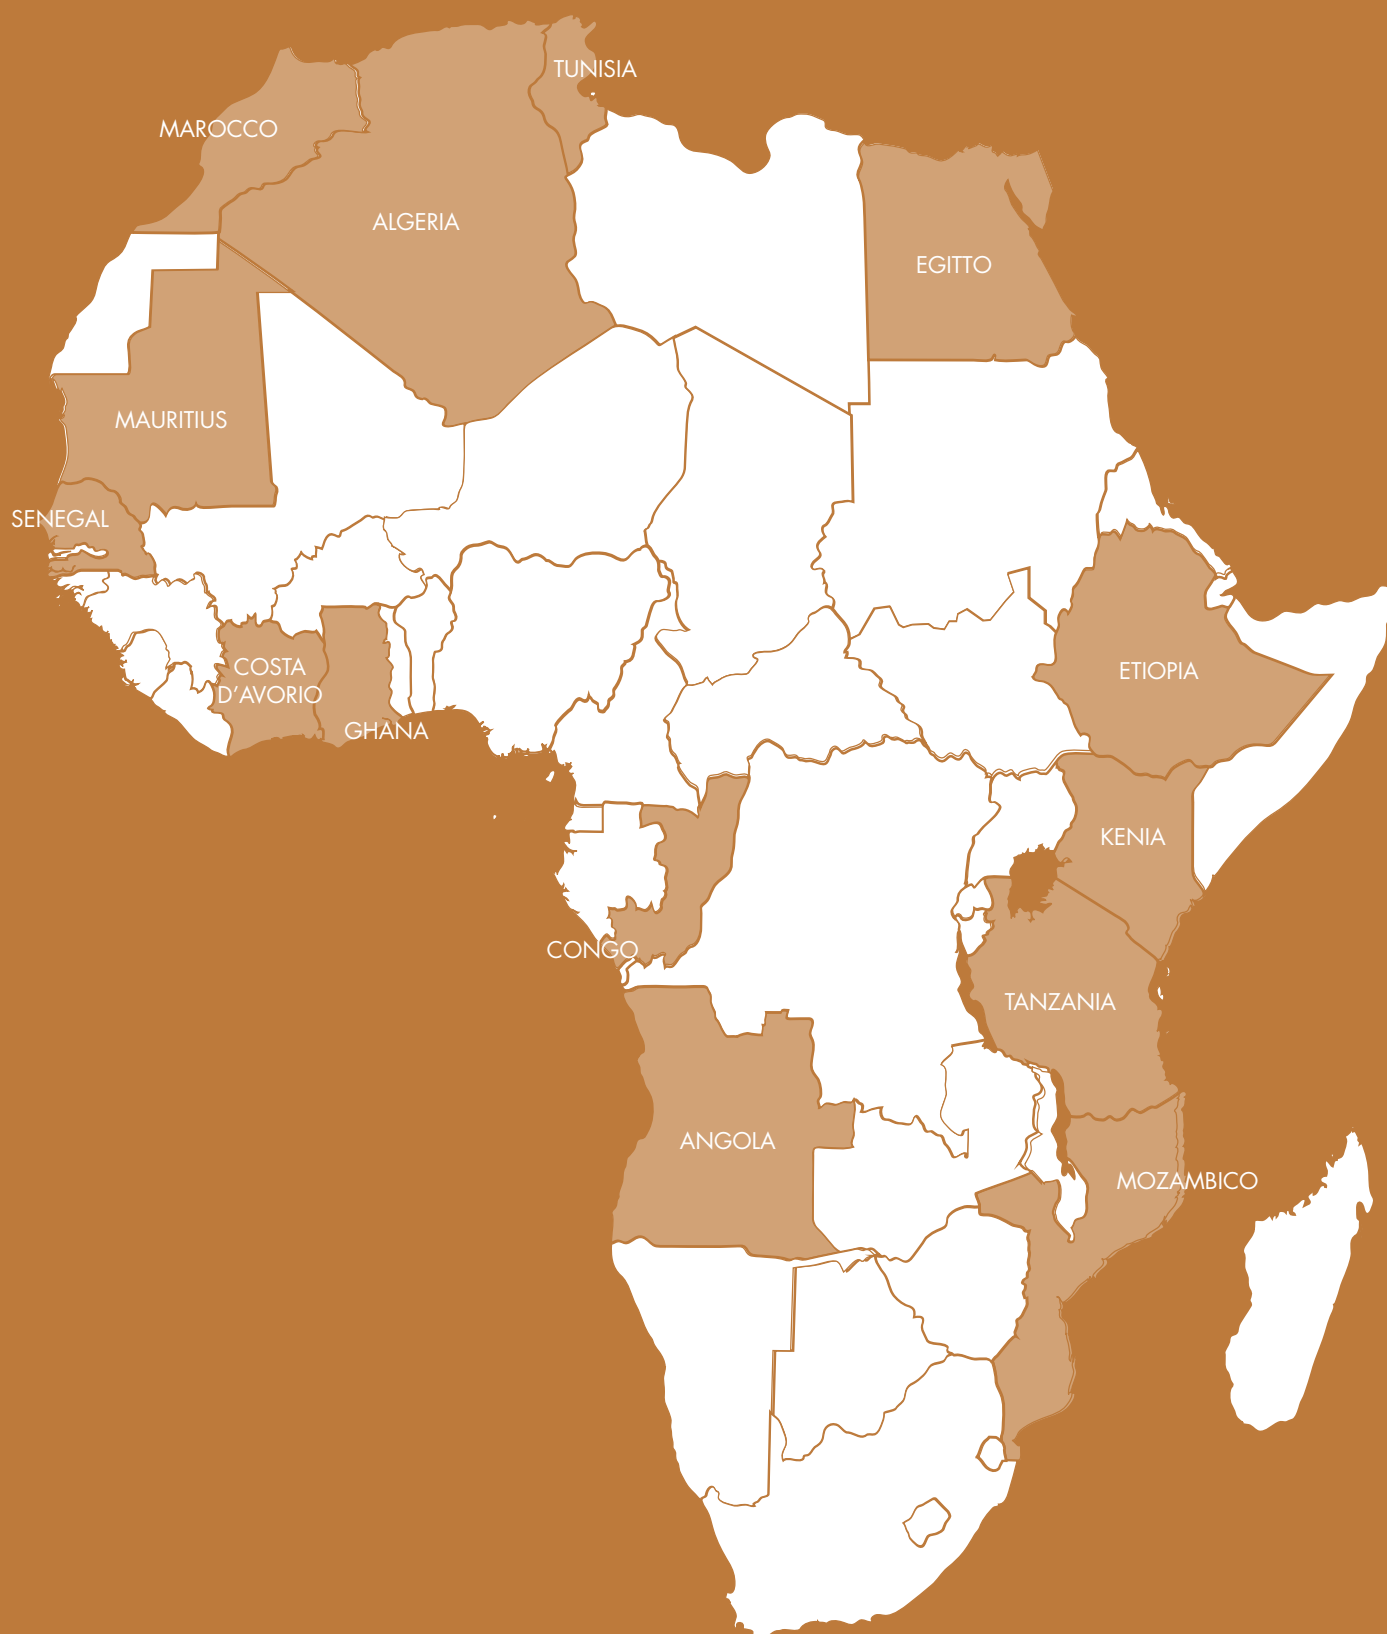 TUNISIA
MAROCCO
ALGERIA
EGITTO
MAURITIUS
SENEGAL
COSTA
D'AVORIO
ETIOPIA
GHANA
KENIA
CONGO
TANZANIA
ANGOLA
MOZAMBICO